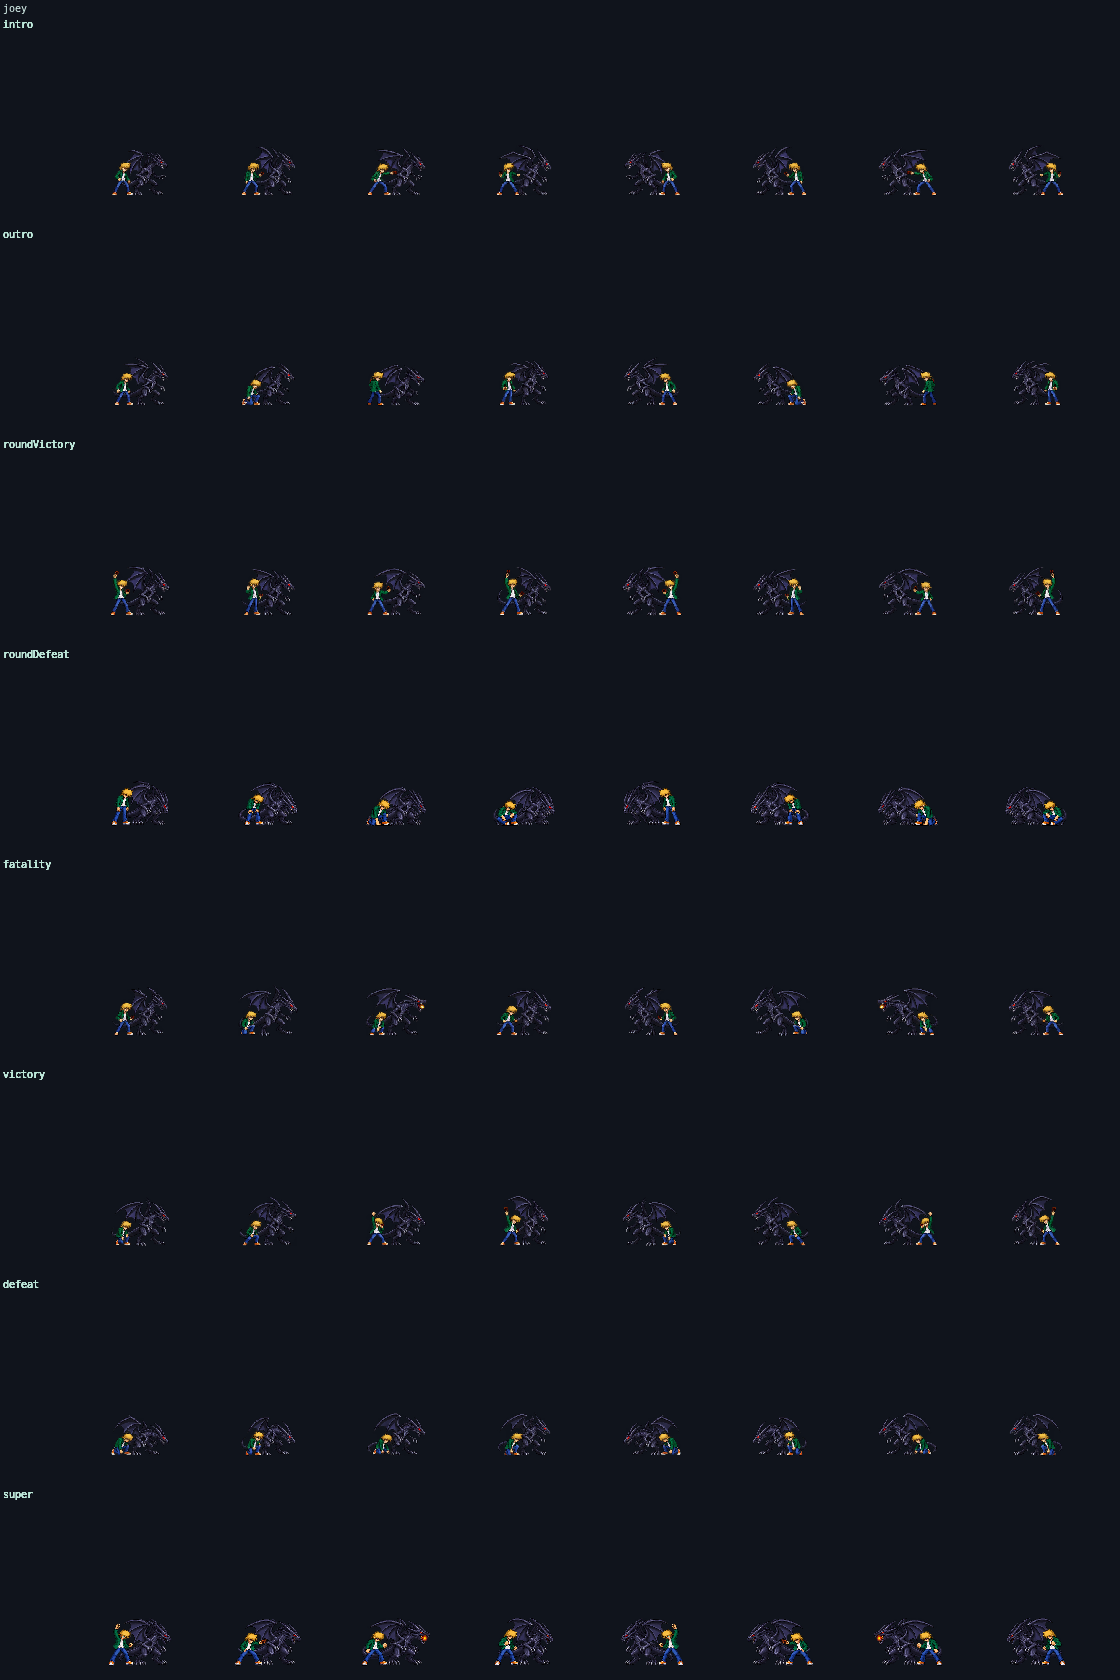 joey
intro
outro
roundVictory
roundDefeat
fatality
victory
defeat
super